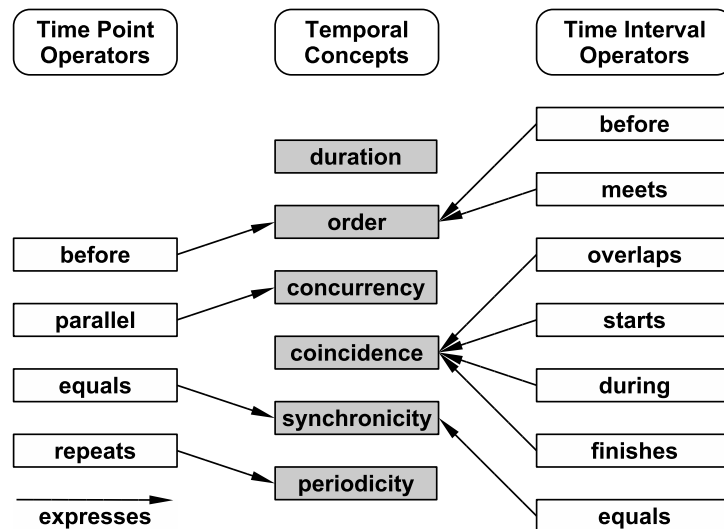 Time Point
Operators
Temporal
Concepts
Time Interval
Operators
before
duration
meets
order
before
overlaps
concurrency
parallel
starts
coincidence
equals
during
synchronicity
repeats
finishes
periodicity
expresses
equals